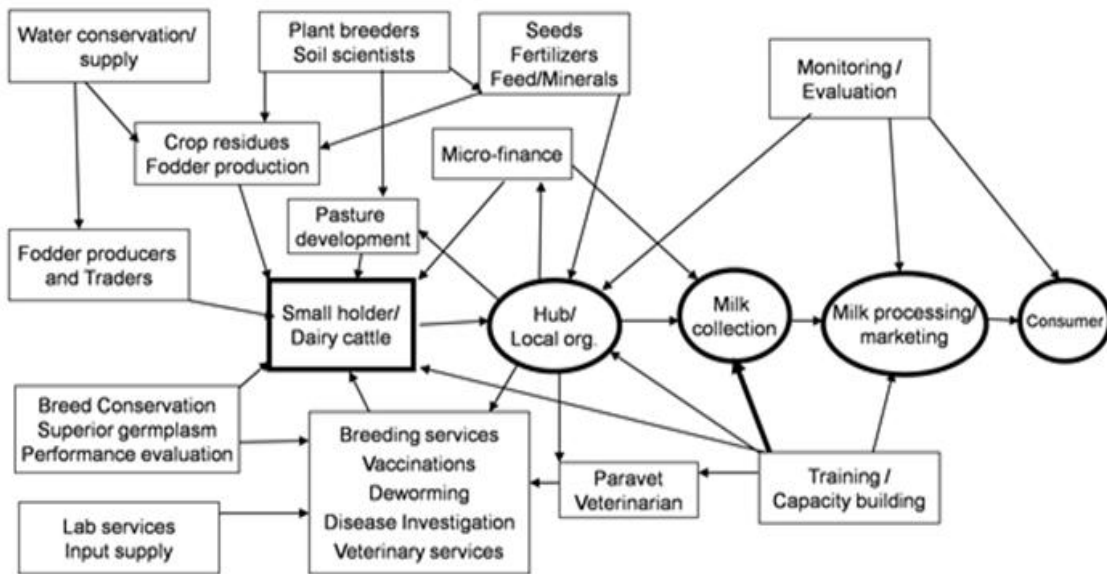 Water conservation/
supply
Plant breeders
Soil scientists
Seeds
Fertilizers
Feed/Minerals
Monitoring /
Evaluation
Crop residues
Fodder production
Micro-finance
Pasture
development
Fodder producers
and Traders
Small holder/
Dairy cattle
Hub/
Local org.
Milk
collection
Milk processing/
marketing
Consumer
Breed Conservation
Superior germplasm
Performance evaluation
Breeding services
Vaccinations
Deworming
Disease Investigation
Veterinary services
Paravet
Veterinarian
Training /
Capacity building
Lab services
Input supply